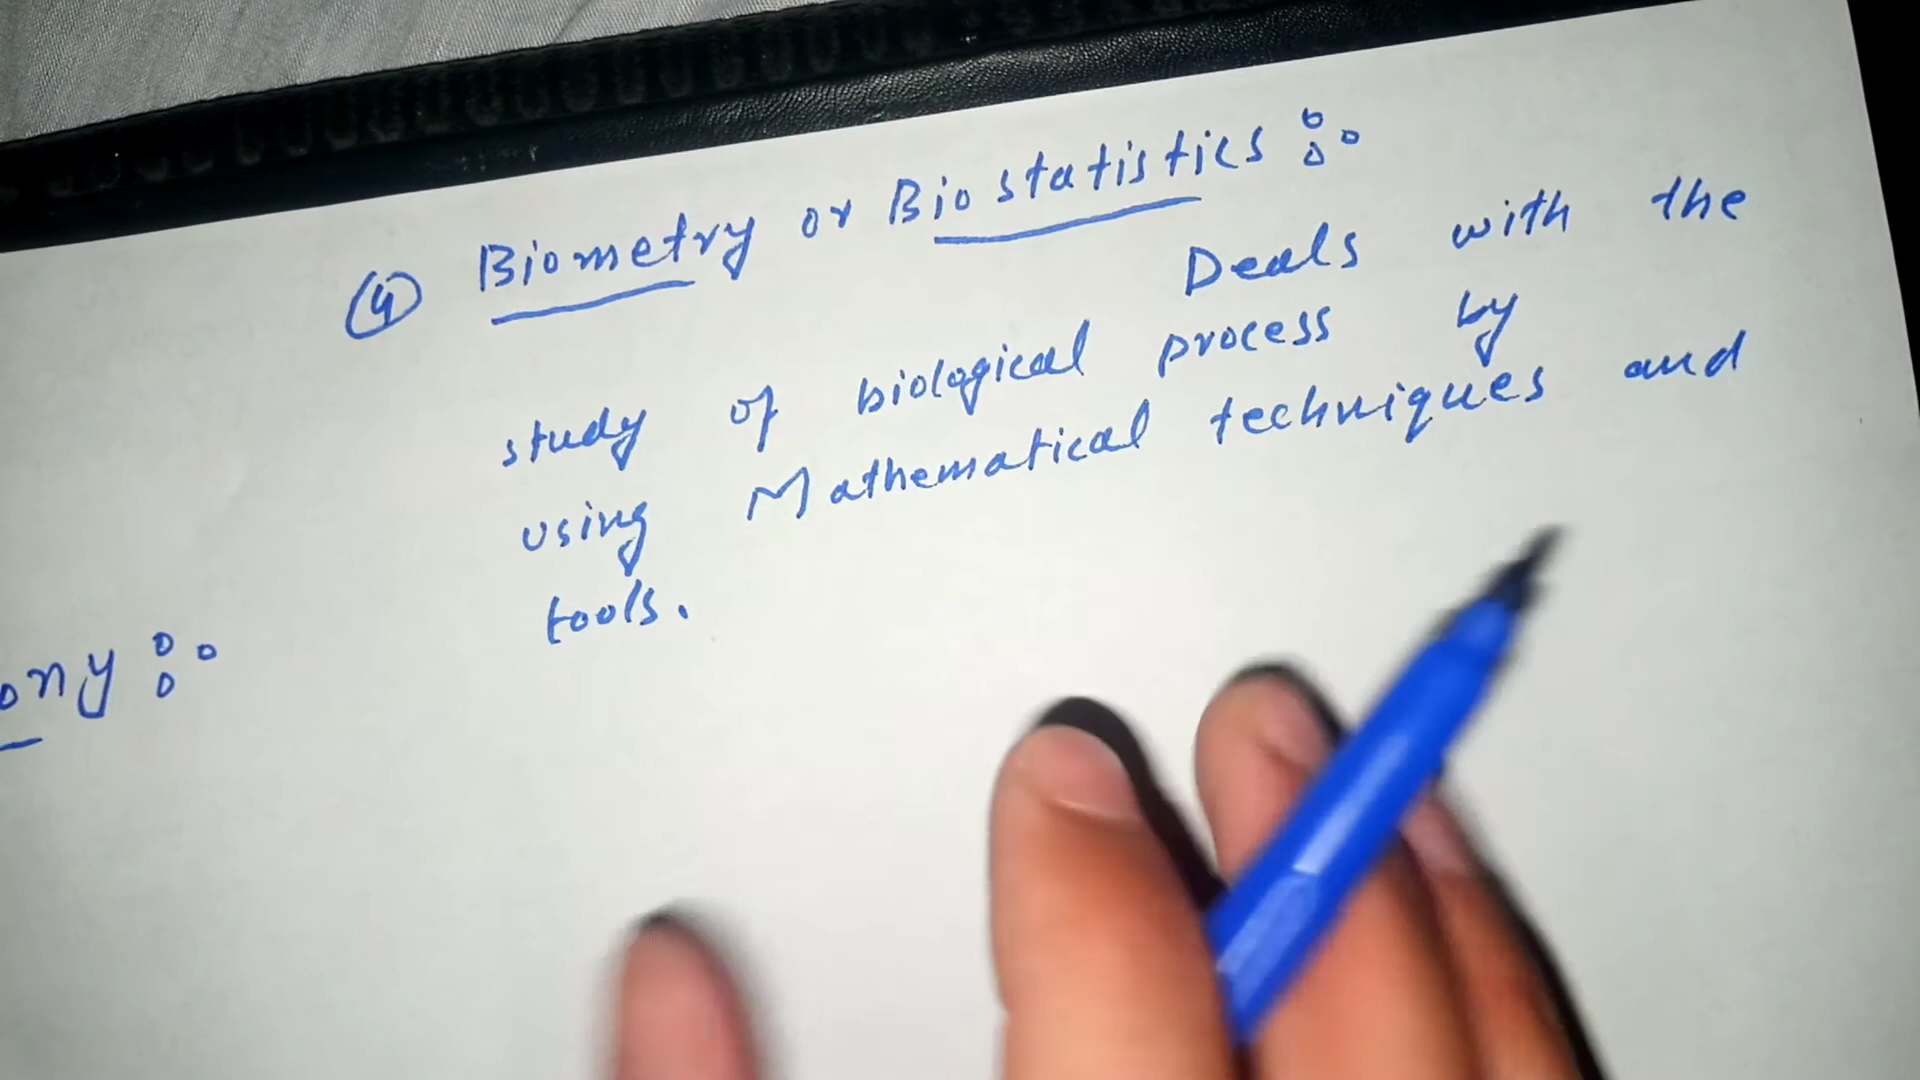 ④ Biometry or Biostatistics :-
Deals with the
study of biological process by
using Mathematical techniques and
tools.
ony :-